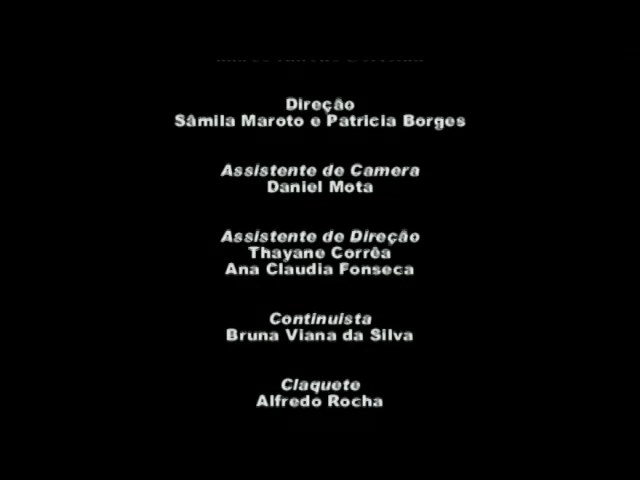 Direção
Sâmila Maroto e Patricia Borges
Assistente de Camera
Daniel Mota
Assistente de Direção
Thayane Corrêa
Ana Claudia Fonseca
Continuista
Bruna Viana da Silva
Claquete
Alfredo Rocha